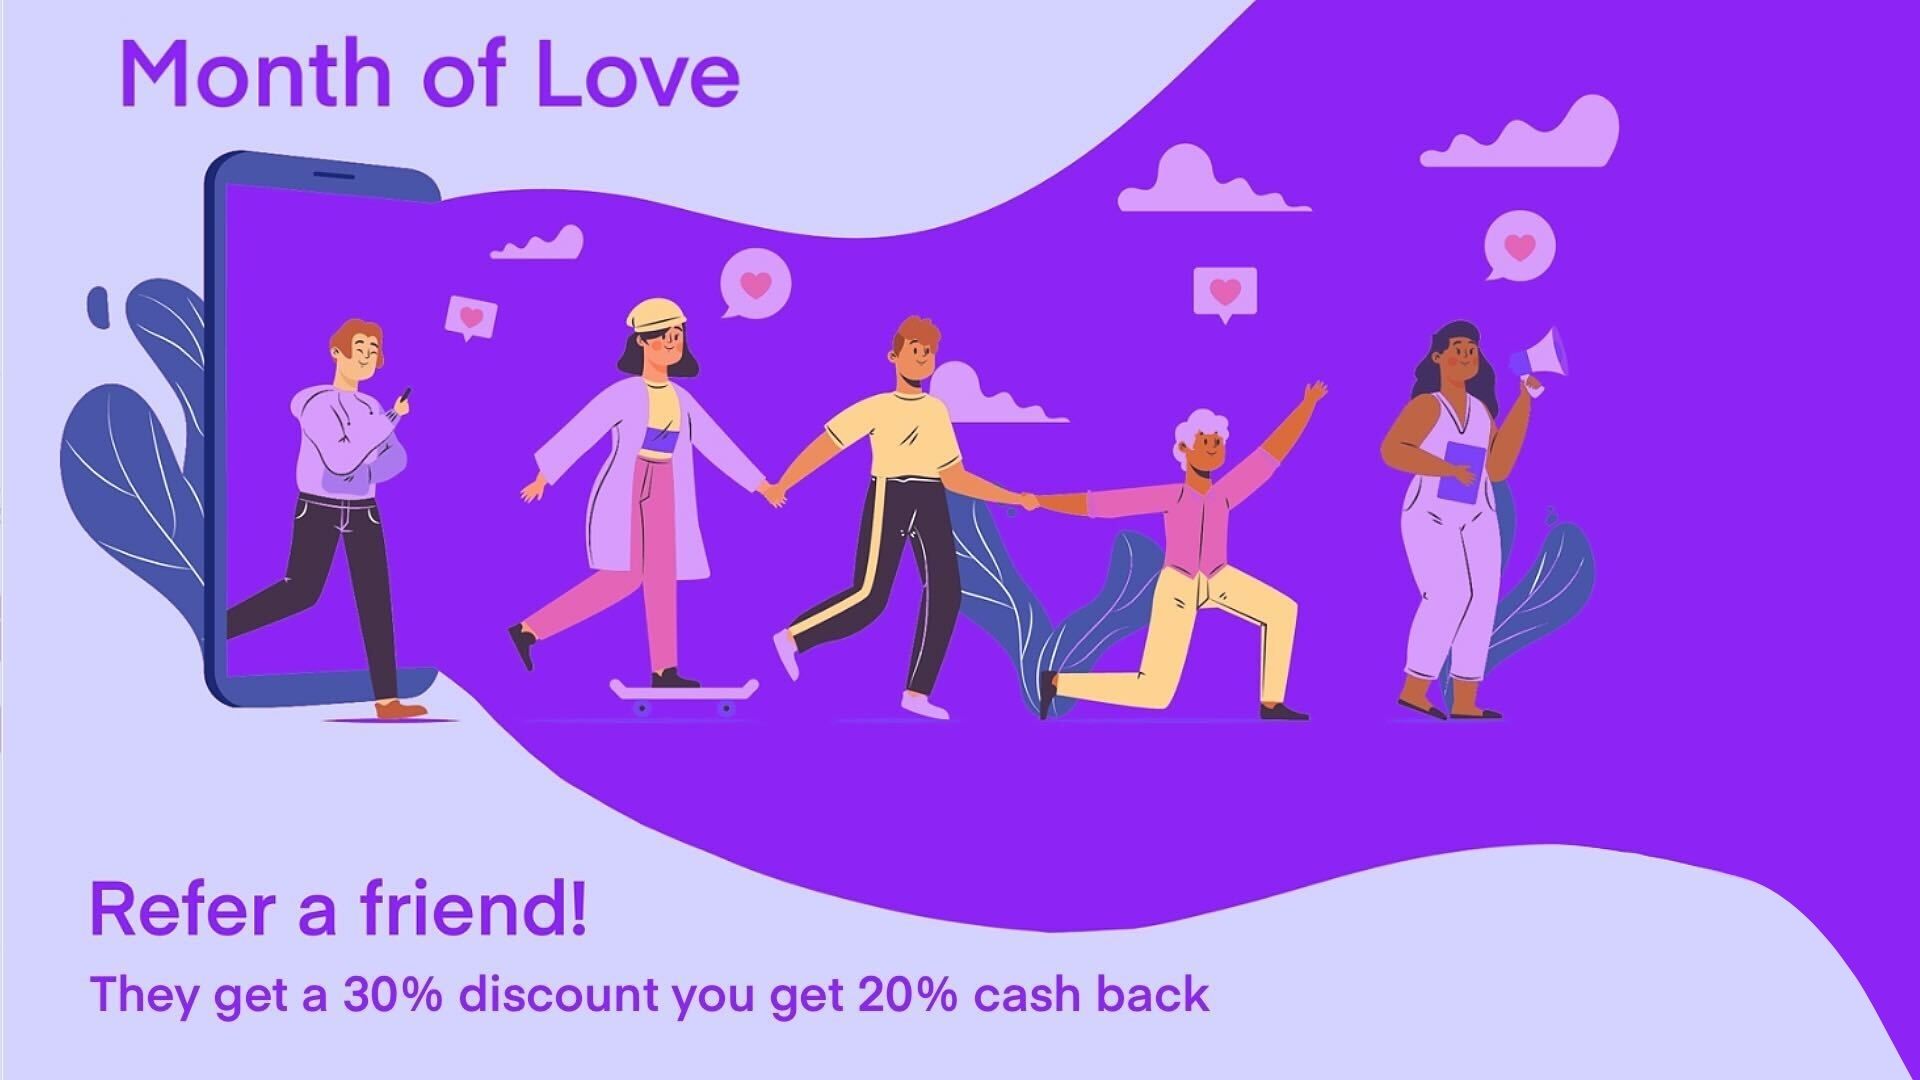 Month of Love
Refer a friend!
They get a 30% discount you get 20% cash back